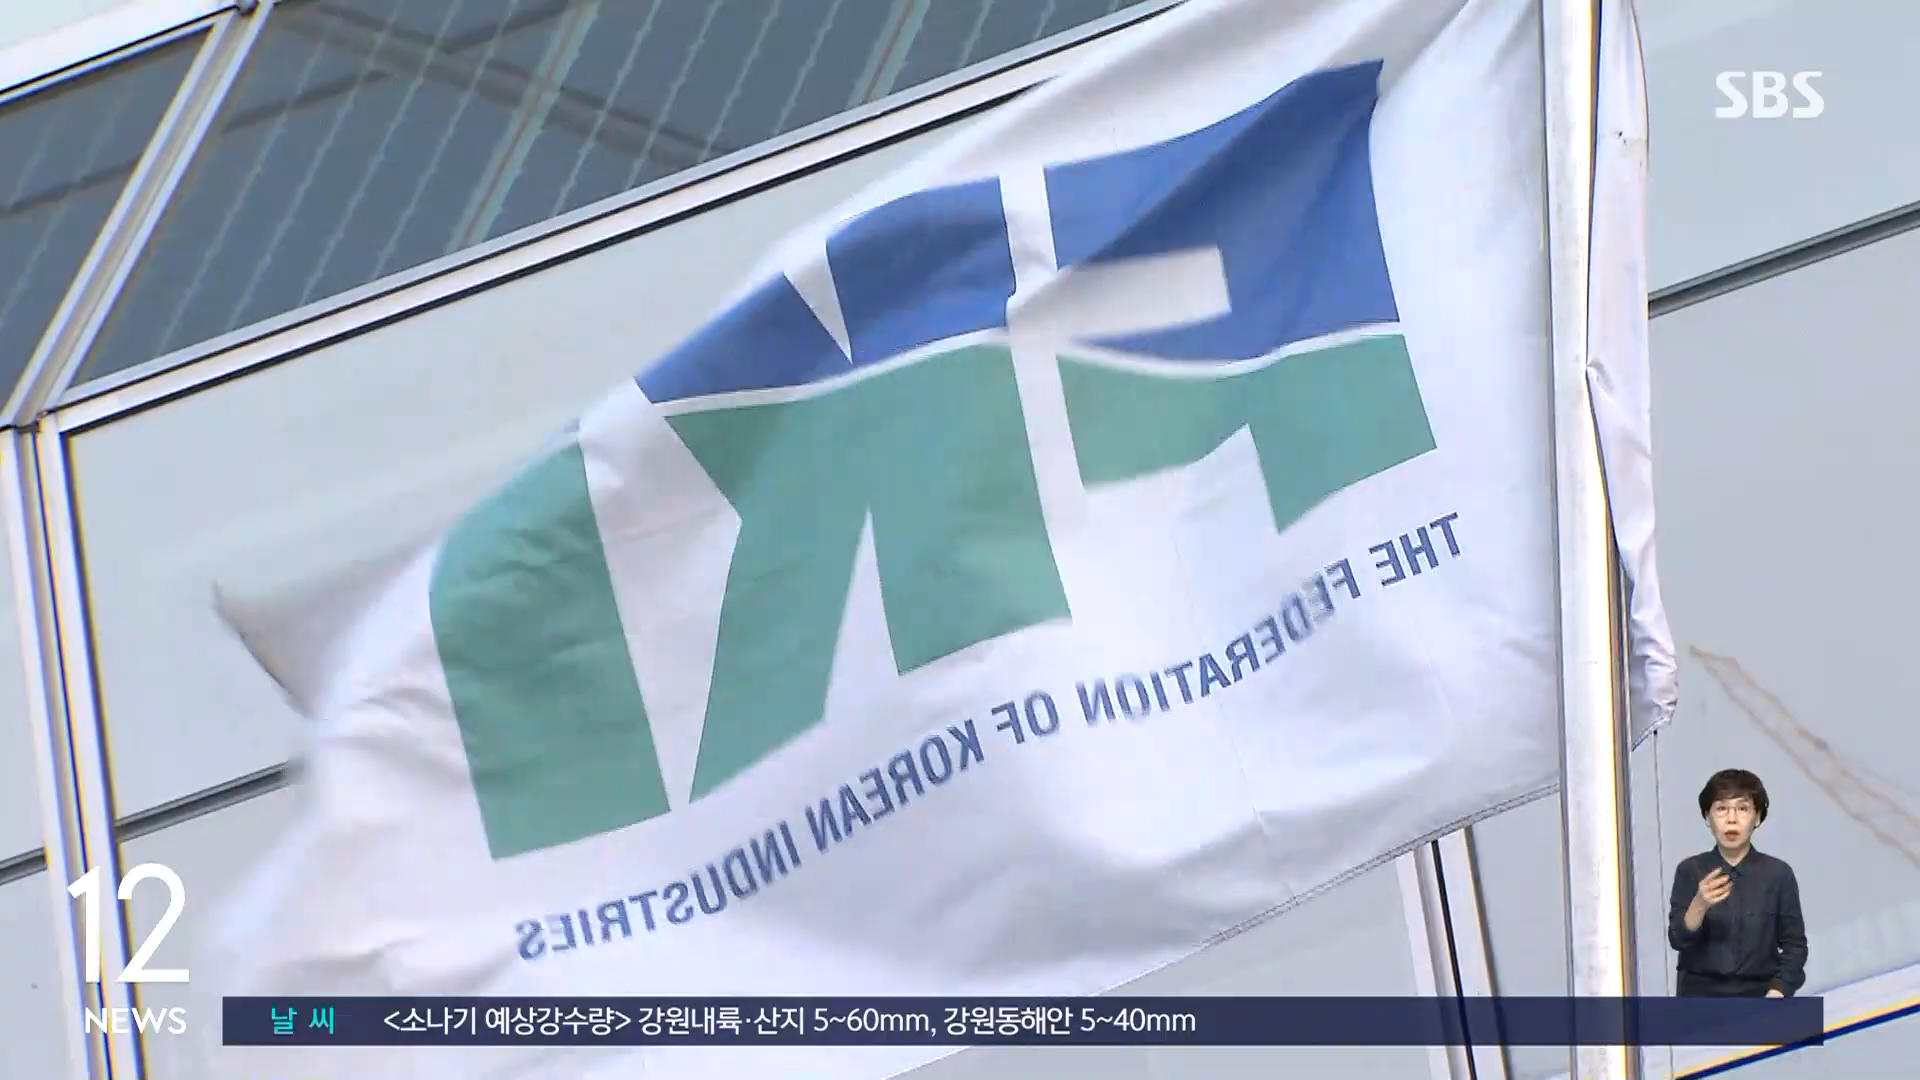 SBS
FKI
THE FEDERATION OF KOREAN INDUSTRIES
12
NEWS
날씨 <소나기 예상강수량> 강원내륙·산지 5~60mm, 강원동해안 5~40mm